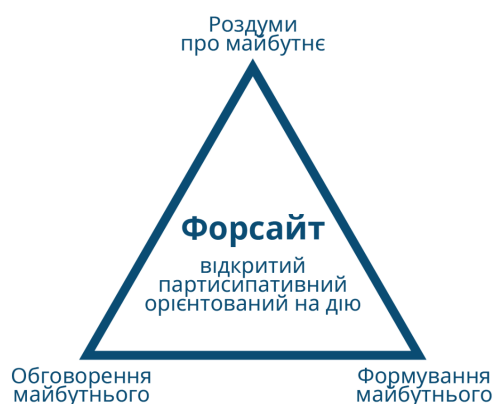 Роздуми
про майбутнє
Форсайт
відкритий
партисипативний
орієнтований на дію
Обговорення
майбутнього
Формування
майбутнього